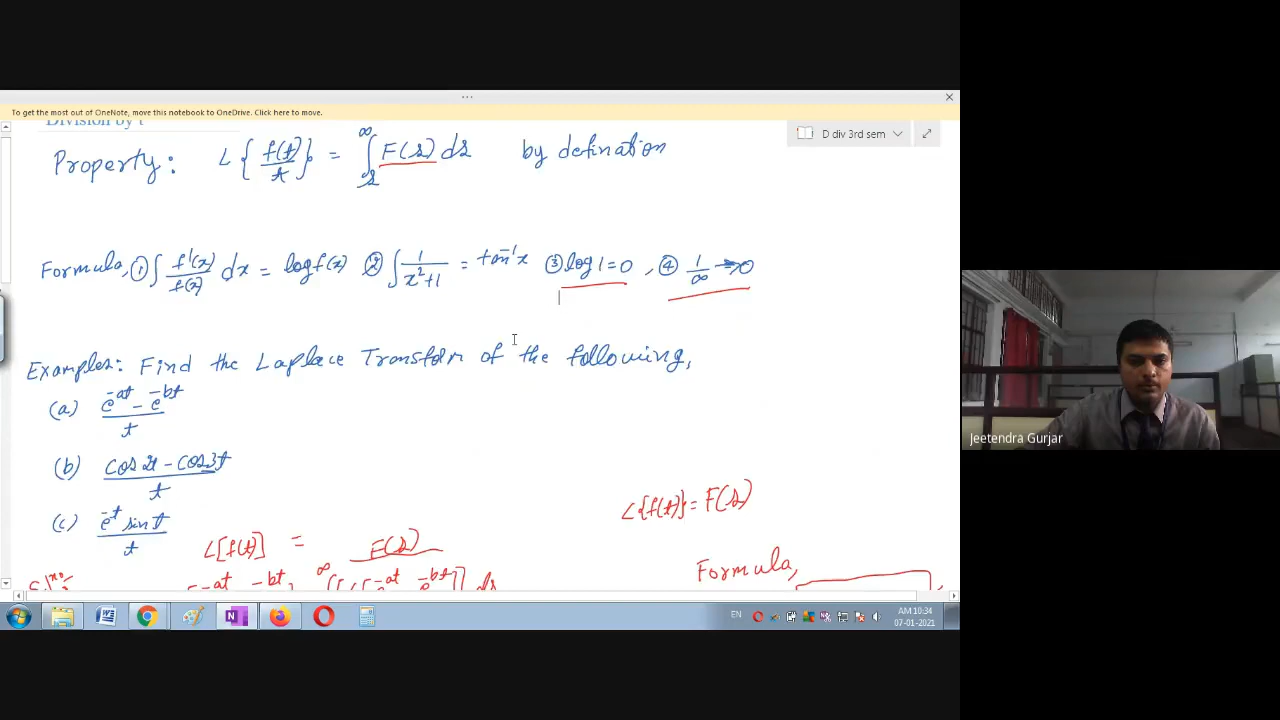 To get the most out of OneNote, move this notebook to OneDrive. Click here to move.
Division by t
D div 3rd sem
Property: L{f(t)/t} = ∫_s^∞ F(s) ds by defination
Formula, ① ∫ f'(x)/f(x) dx = log f(x) ② ∫ 1/(x²+1) = tan⁻¹x ③ log 1 = 0, ④ 1/∞ → 0
Examples: Find the Laplace Transform of the following,
(a) (e^-at - e^-bt)/t
(b) (cos 2t - cos 3t)/t
(c) (e^-t sin t)/t
L{f(t)} = F(s)
L[f(t)] = F(s)
Formula,
Jeetendra Gurjar
EN
AM 10:34
07-01-2021